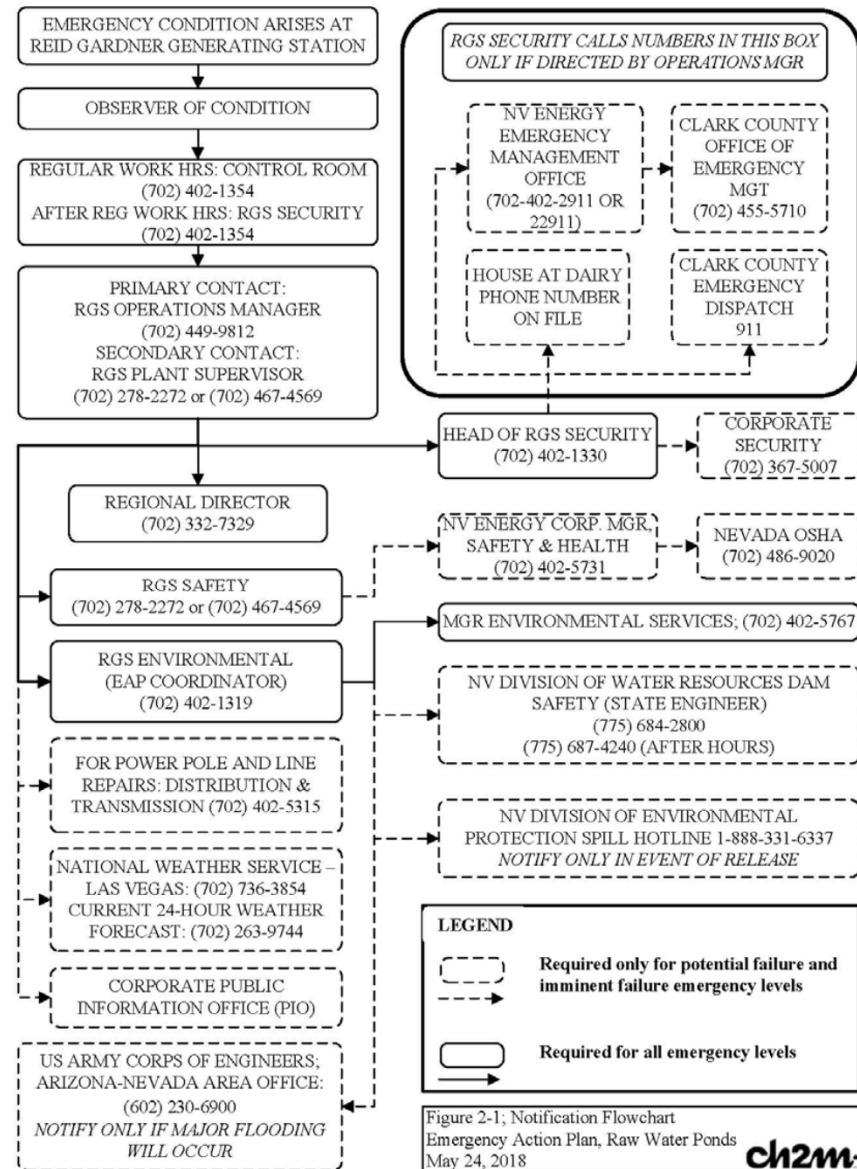 EMERGENCY CONDITION ARISES AT
REID GARDNER GENERATING STATION
OBSERVER OF CONDITION
REGULAR WORK HRS: CONTROL ROOM
(702) 402-1354
AFTER REG WORK HRS: RGS SECURITY
(702) 402-1354
PRIMARY CONTACT:
RGS OPERATIONS MANAGER
(702) 449-9812
SECONDARY CONTACT:
RGS PLANT SUPERVISOR
(702) 278-2272 or (702) 467-4569
RGS SECURITY CALLS NUMBERS IN THIS BOX
ONLY IF DIRECTED BY OPERATIONS MGR
NV ENERGY
EMERGENCY
MANAGEMENT
OFFICE
(702-402-2911 OR
22911)
CLARK COUNTY
OFFICE OF
EMERGENCY
MGT
(702) 455-5710
HOUSE AT DAIRY
PHONE NUMBER
ON FILE
CLARK COUNTY
EMERGENCY
DISPATCH
911
HEAD OF RGS SECURITY
(702) 402-1330
CORPORATE
SECURITY
(702) 367-5007
REGIONAL DIRECTOR
(702) 332-7329
NV ENERGY CORP. MGR,
SAFETY & HEALTH
(702) 402-5731
NEVADA OSHA
(702) 486-9020
RGS SAFETY
(702) 278-2272 or (702) 467-4569
MGR ENVIRONMENTAL SERVICES; (702) 402-5767
RGS ENVIRONMENTAL
(EAP COORDINATOR)
(702) 402-1319
NV DIVISION OF WATER RESOURCES DAM
SAFETY (STATE ENGINEER)
(775) 684-2800
(775) 687-4240 (AFTER HOURS)
FOR POWER POLE AND LINE
REPAIRS: DISTRIBUTION &
TRANSMISSION (702) 402-5315
NV DIVISION OF ENVIRONMENTAL
PROTECTION SPILL HOTLINE 1-888-331-6337
NOTIFY ONLY IN EVENT OF RELEASE
NATIONAL WEATHER SERVICE –
LAS VEGAS: (702) 736-3854
CURRENT 24-HOUR WEATHER
FORECAST: (702) 263-9744
CORPORATE PUBLIC
INFORMATION OFFICE (PIO)
US ARMY CORPS OF ENGINEERS;
ARIZONA-NEVADA AREA OFFICE:
(602) 230-6900
NOTIFY ONLY IF MAJOR FLOODING
WILL OCCUR
LEGEND
Required only for potential failure and
imminent failure emergency levels
Required for all emergency levels
Figure 2-1; Notification Flowchart
Emergency Action Plan, Raw Water Ponds
May 24, 2018
ch2m